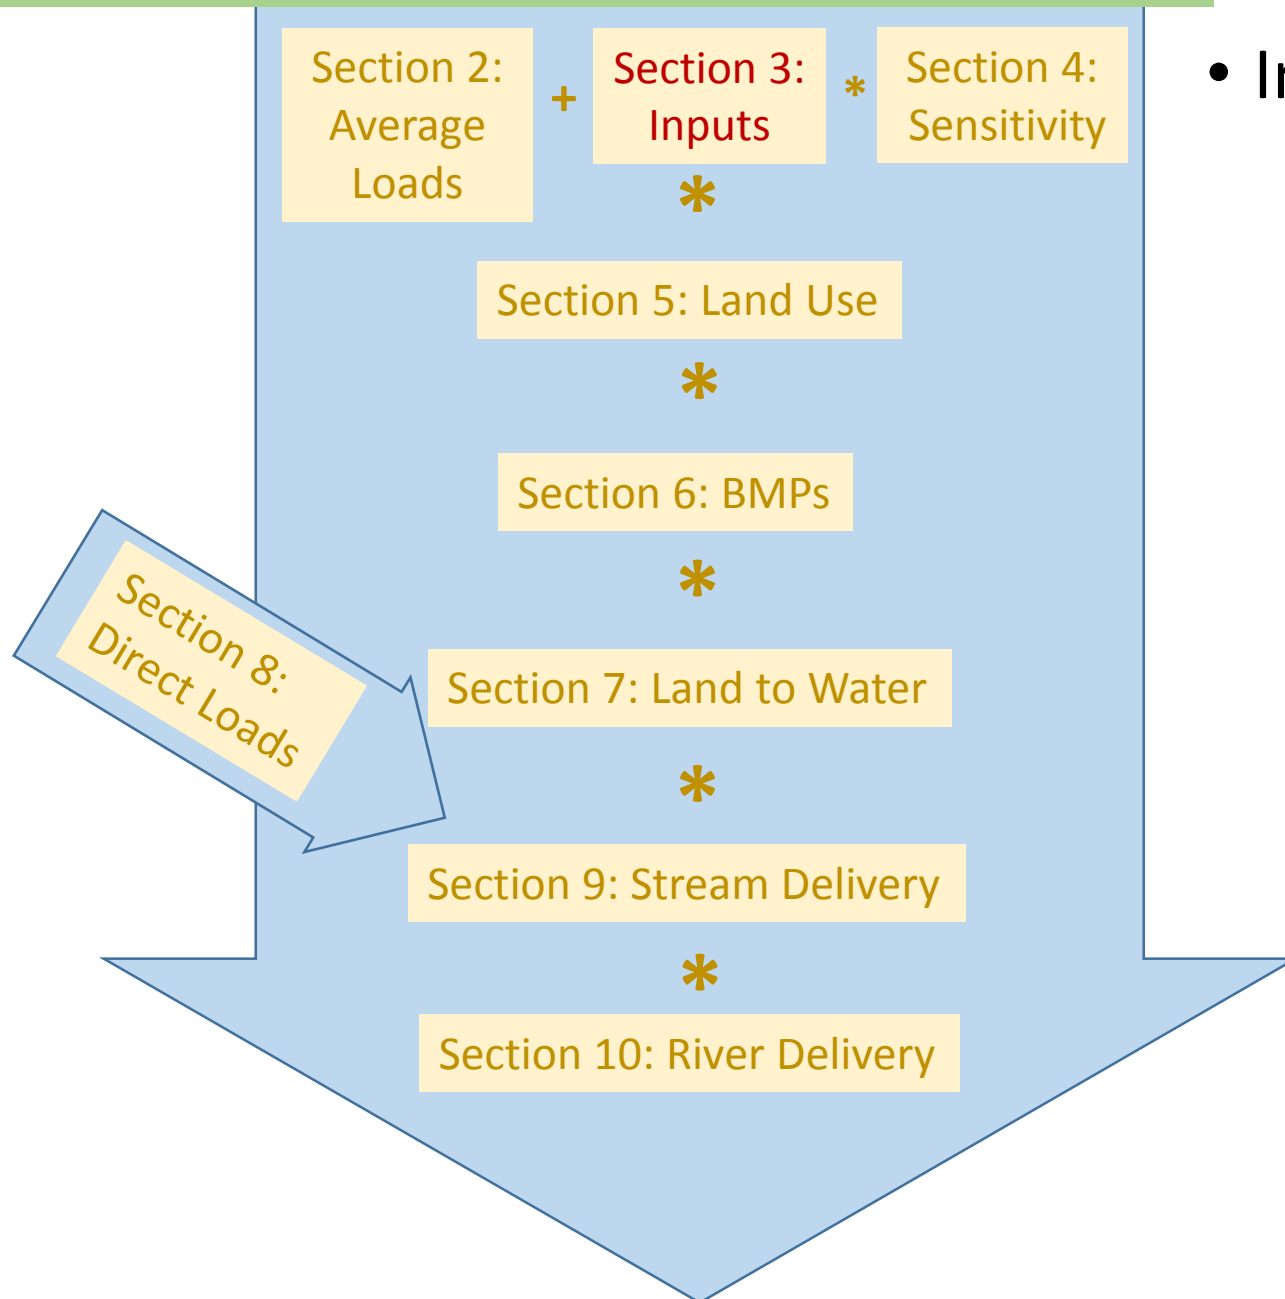 Section 2:
Average
Loads
+
Section 3:
Inputs
*
Section 4:
Sensitivity
*
Section 5: Land Use
*
Section 6: BMPs
*
Section 8:
Direct Loads
Section 7: Land to Water
*
Section 9: Stream Delivery
*
Section 10: River Delivery
•